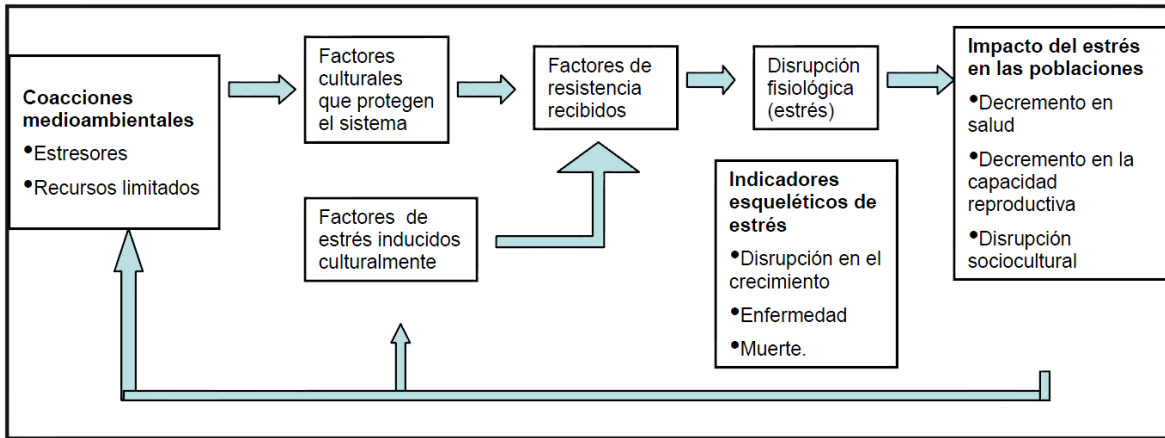 Coacciones
medioambientales
•Estresores
•Recursos limitados
Factores
culturales
que protegen
el sistema
Factores de
estrés inducidos
culturalmente
Factores de
resistencia
recibidos
Disrupción
fisiológica
(estrés)
Indicadores
esqueléticos de
estrés
•Disrupción en el
crecimiento
•Enfermedad
•Muerte.
Impacto del estrés
en las poblaciones
•Decremento en
salud
•Decremento en la
capacidad
reproductiva
•Disrupción
sociocultural